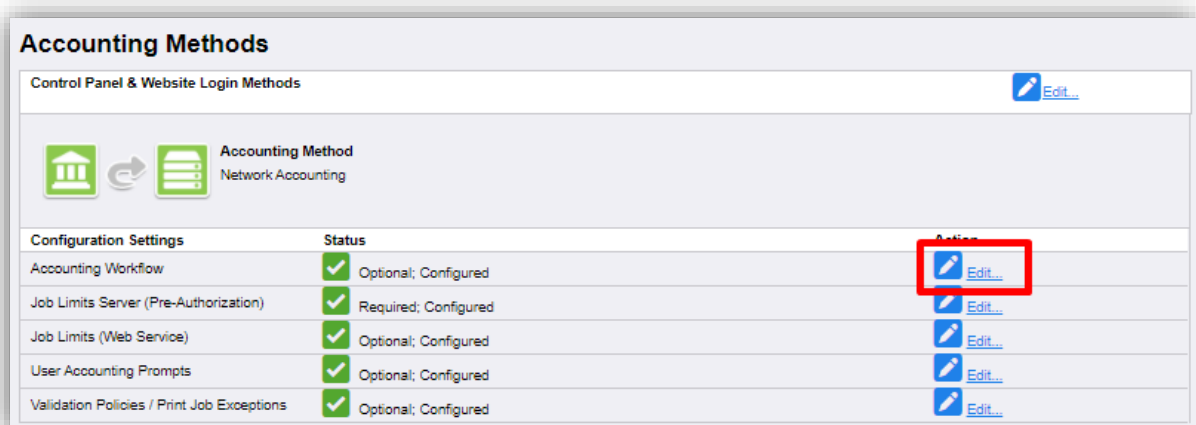 Accounting Methods
Control Panel & Website Login Methods Edit...
Accounting Method
Network Accounting
Configuration Settings Status Action
Accounting Workflow Optional; Configured Edit...
Job Limits Server (Pre-Authorization) Required; Configured Edit...
Job Limits (Web Service) Optional; Configured Edit...
User Accounting Prompts Optional; Configured Edit...
Validation Policies / Print Job Exceptions Optional; Configured Edit...